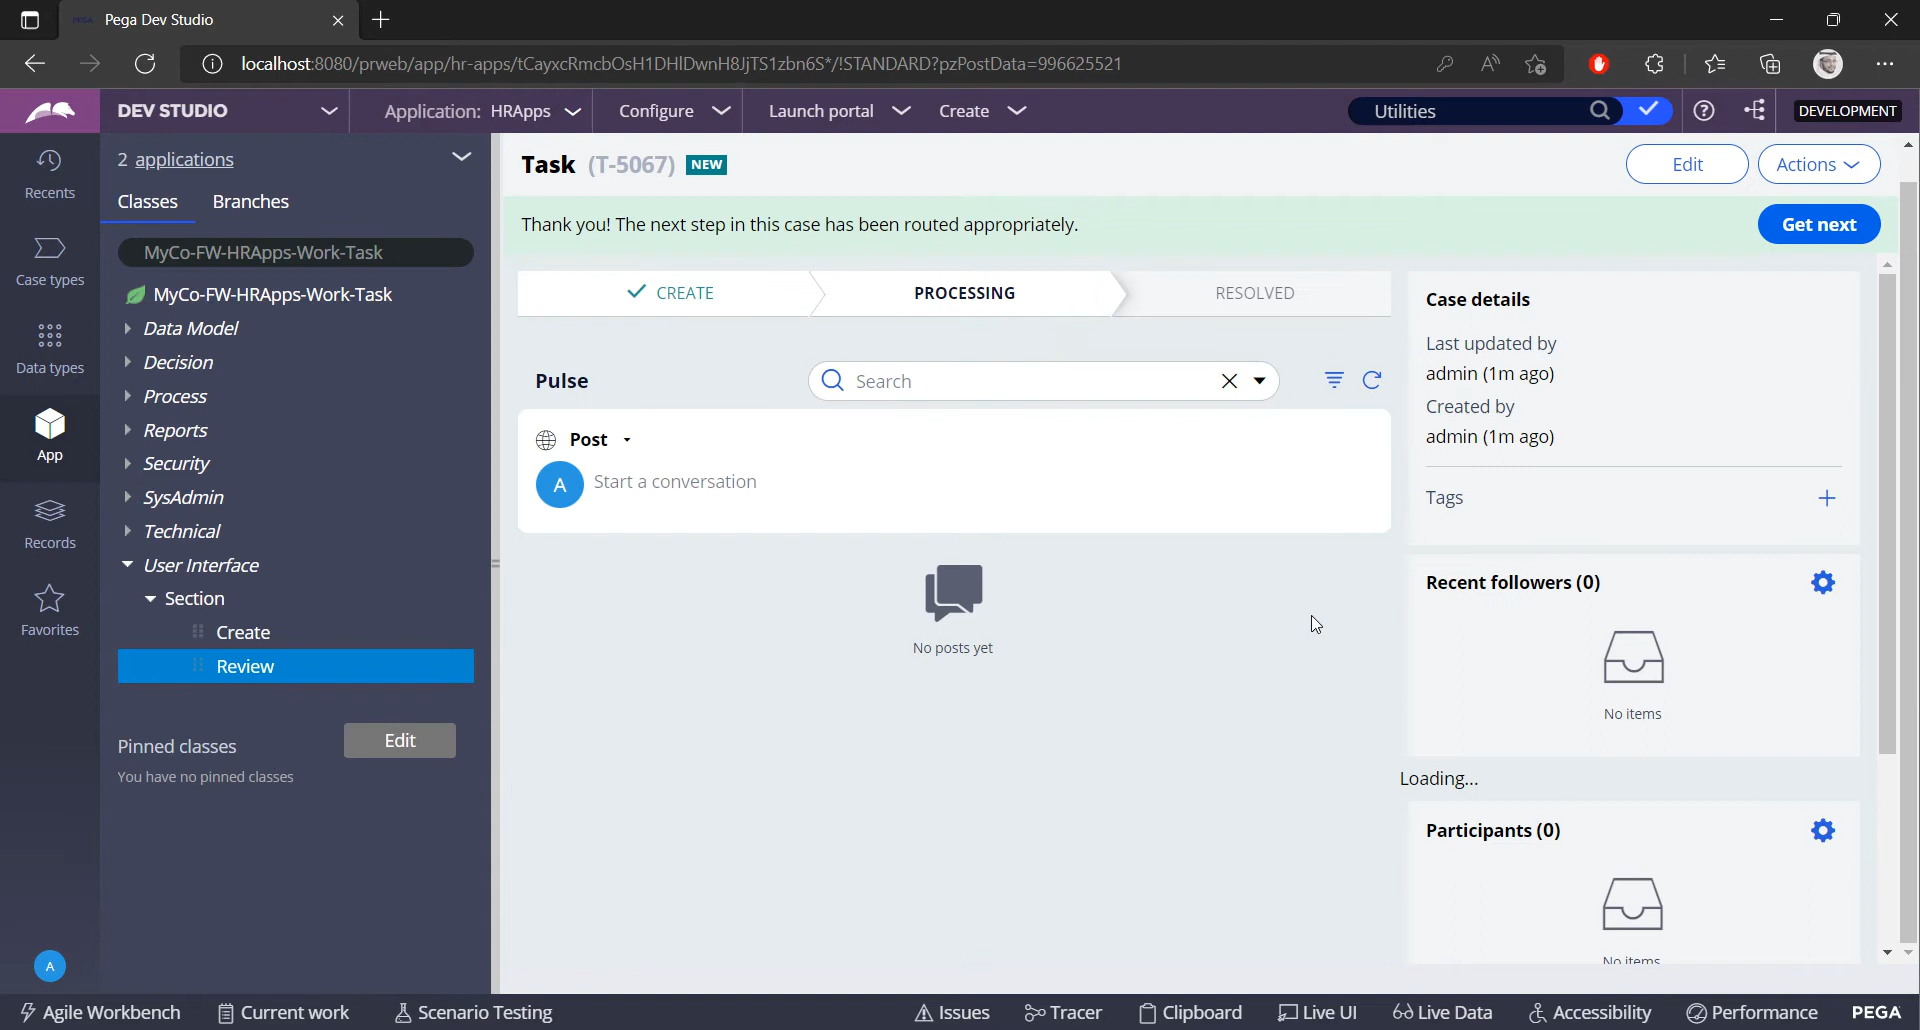 Pega Dev Studio
localhost:8080/prweb/app/hr-apps/tCayxcRmcbOsH1DHlDwnH8JjTS1zbn6S*/!STANDARD?pzPostData=996625521
DEV STUDIO
Application: HRApps
Configure
Launch portal
Create
Utilities
DEVELOPMENT
Recents
Case types
Data types
App
Records
Favorites
A
2 applications
Classes Branches
MyCo-FW-HRApps-Work-Task
MyCo-FW-HRApps-Work-Task
Data Model
Decision
Process
Reports
Security
SysAdmin
Technical
User Interface
Section
Create
Review
Pinned classes
Edit
You have no pinned classes
Task (T-5067) NEW
Edit
Actions
Thank you! The next step in this case has been routed appropriately.
Get next
CREATE
PROCESSING
RESOLVED
Pulse
Search
Post
A
Start a conversation
No posts yet
Case details
Last updated by
admin (1m ago)
Created by
admin (1m ago)
Tags
Recent followers (0)
No items
Loading...
Participants (0)
No items
Agile Workbench
Current work
Scenario Testing
Issues
Tracer
Clipboard
Live UI
Live Data
Accessibility
Performance
PEGA